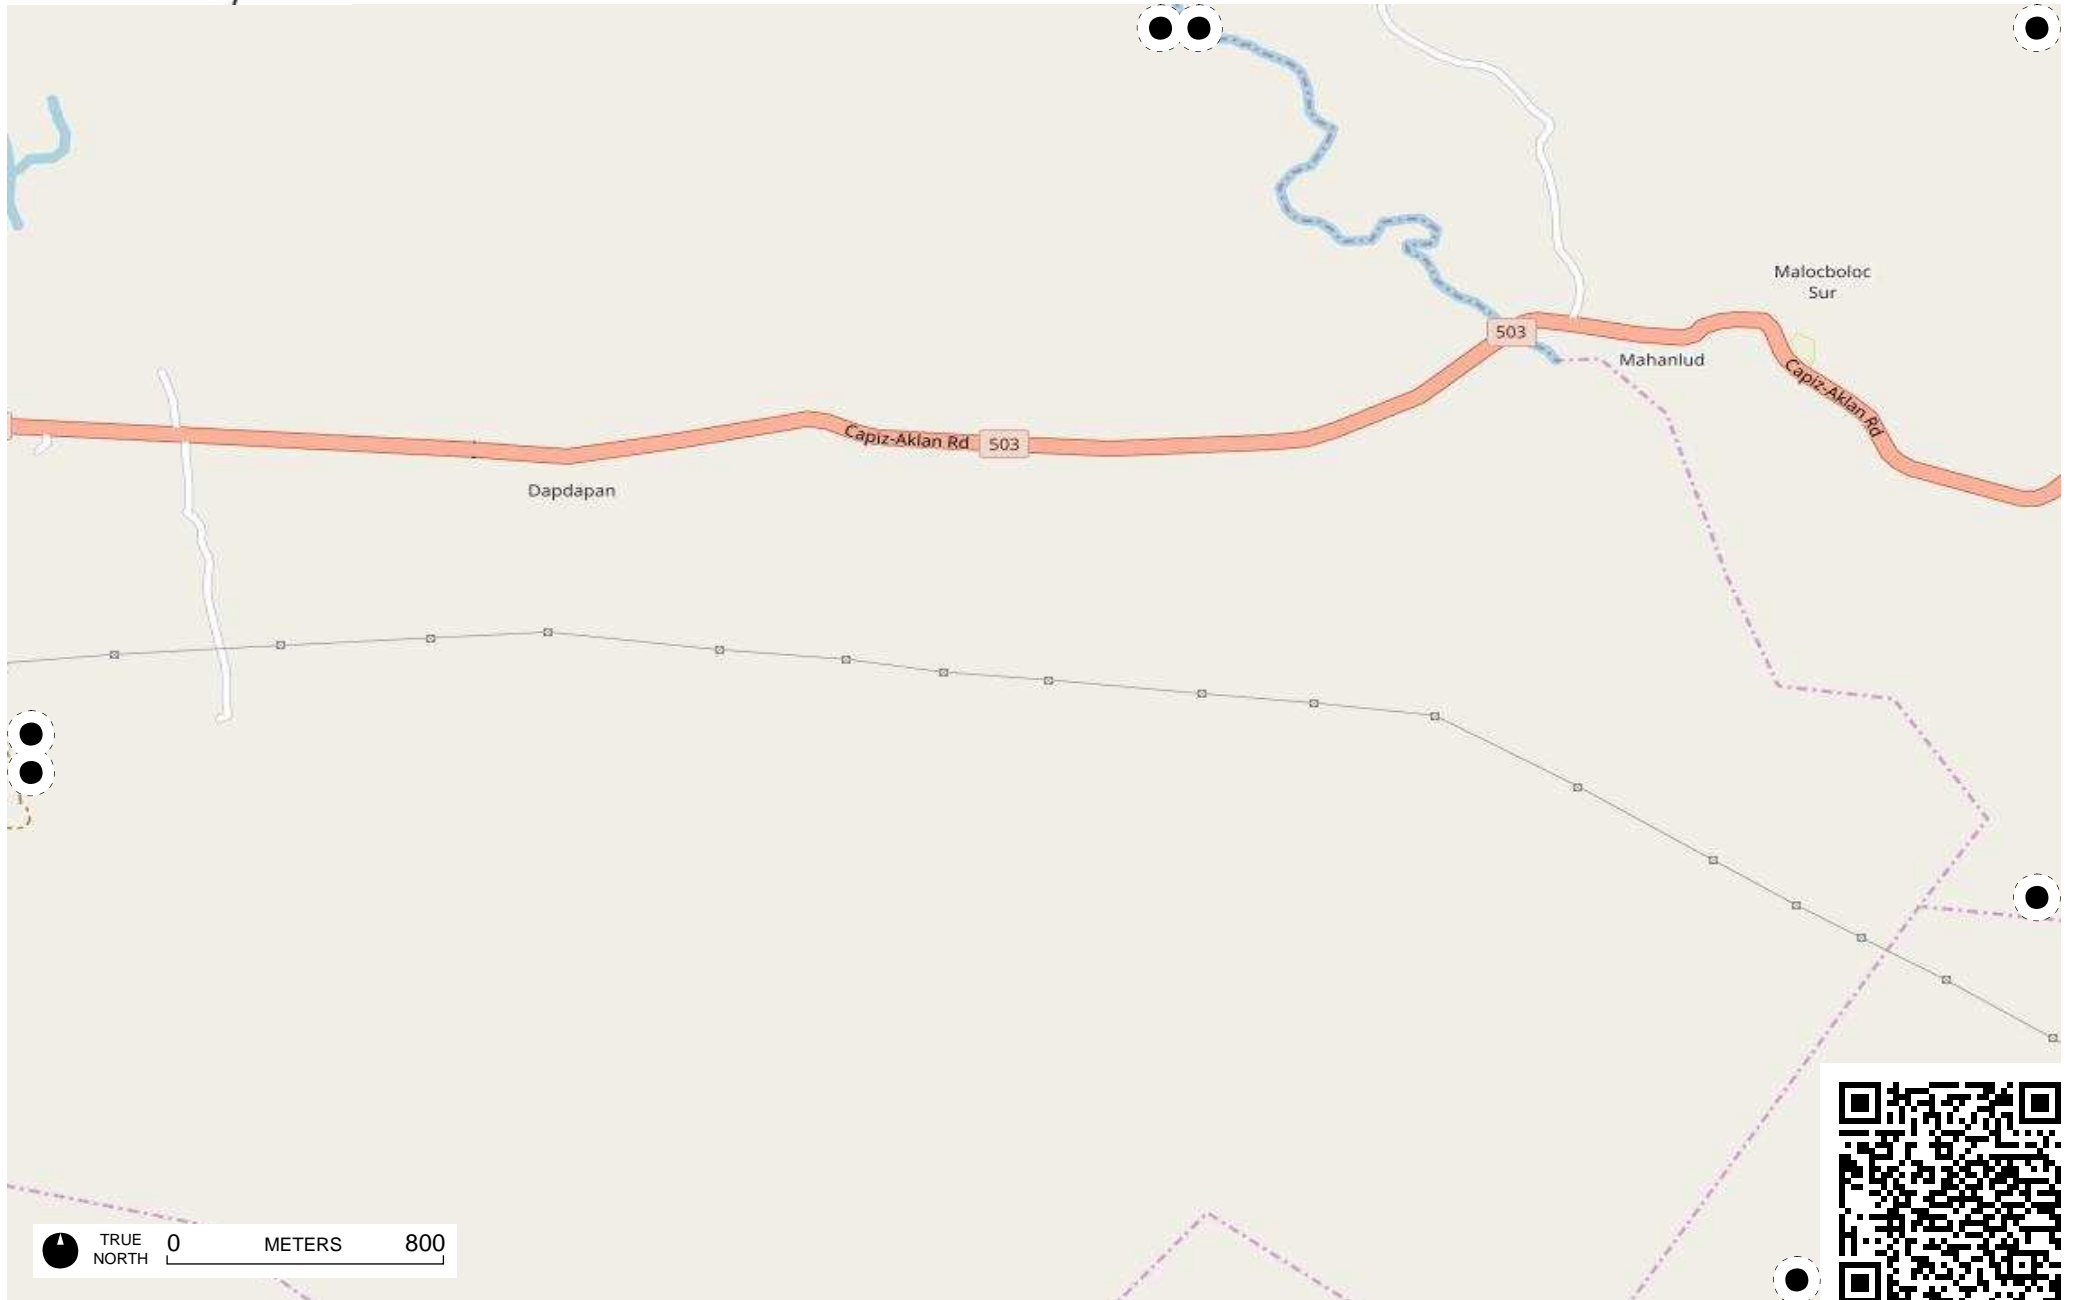 Malocboloc
Sur
503
Mahanlud
Capiz-Aklan Rd
Capiz-Aklan Rd
503
Dapdapan
TRUE
NORTH
0
METERS
800